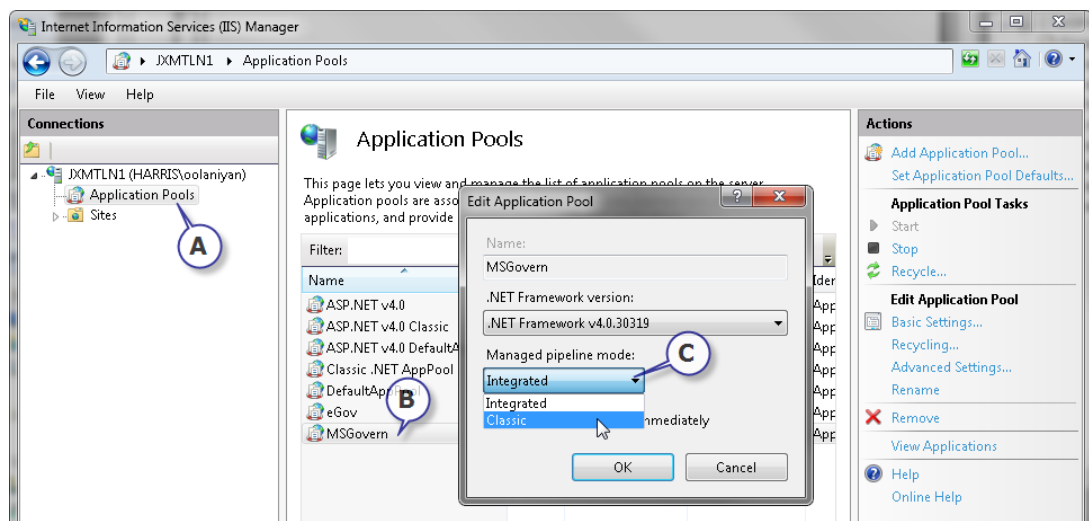 Internet Information Services (IIS) Manager
JXMTLN1 Application Pools
File View Help
Connections
JXMTLN1 (HARRIS\oolaniyan)
Application Pools
Sites
A
Application Pools
This page lets you view and manage the list of application pools on the server.
Application pools are asso
applications, and provide
Filter:
Name
ASP.NET v4.0
ASP.NET v4.0 Classic
ASP.NET v4.0 DefaultA
Classic .NET AppPool
DefaultApp
eGov
MSGovern
B
Iden
App
App
App
App
App
App
App
Edit Application Pool
Name:
MSGovern
.NET Framework version:
.NET Framework v4.0.30319
Managed pipeline mode:
C
Integrated
Integrated
Classic
mmediately
OK Cancel
Actions
Add Application Pool...
Set Application Pool Defaults...
Application Pool Tasks
Start
Stop
Recycle...
Edit Application Pool
Basic Settings...
Recycling...
Advanced Settings...
Rename
Remove
View Applications
Help
Online Help